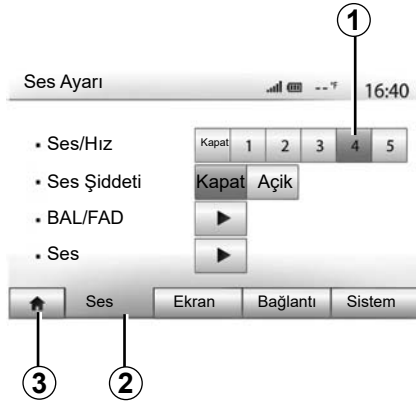 1
Ses Ayarı --°F 16:40
• Ses/Hız Kapat 1 2 3 4 5
• Ses Şiddeti Kapat Açik
• BAL/FAD
• Ses
Ses Ekran Bağlantı Sistem
3 2